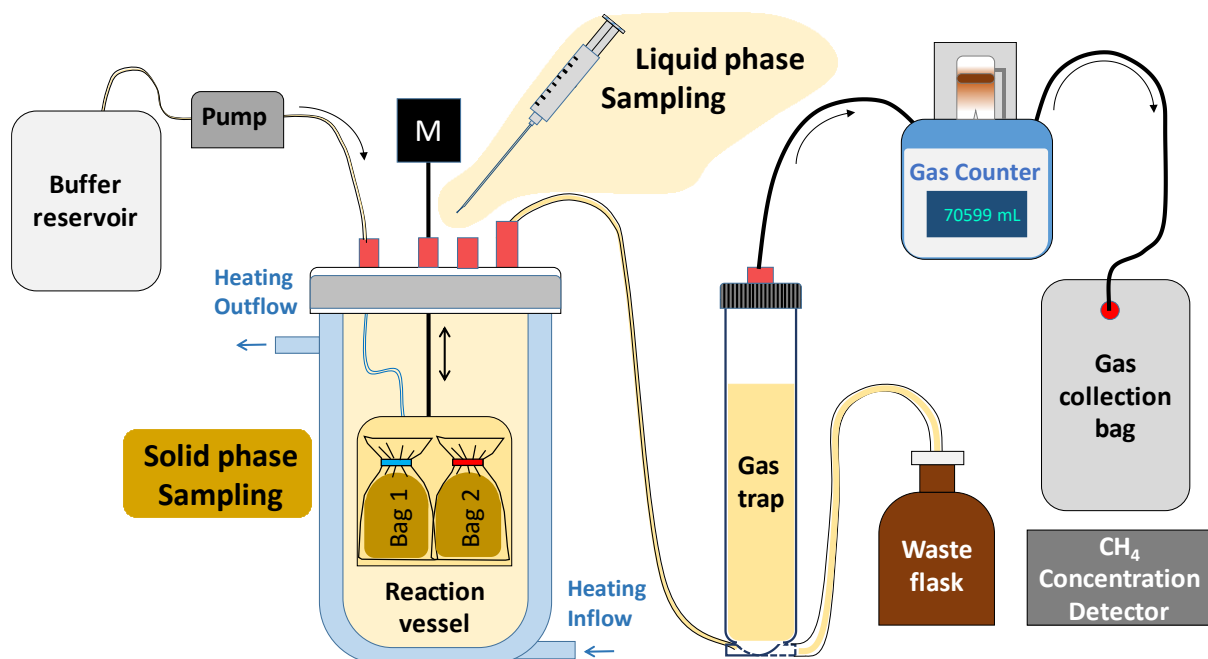 Liquid phase
Sampling
Pump
M
Buffer
reservoir
Gas Counter
70599 mL
Heating
Outflow
Gas
collection
bag
Solid phase
Sampling
Bag 1
Bag 2
Gas
trap
Reaction
vessel
Heating
Inflow
Waste
flask
CH₄
Concentration
Detector